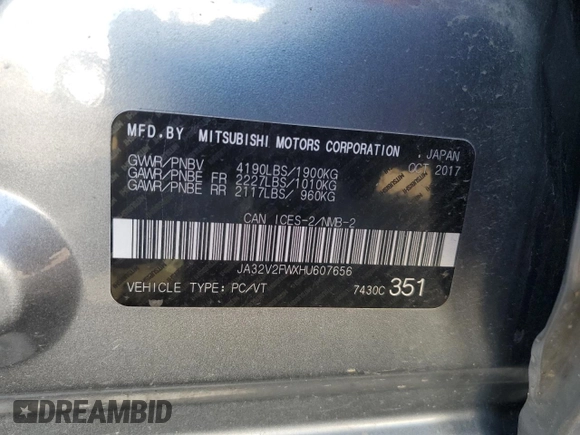 MFD.BY MITSUBISHI MOTORS CORPORATION . JAPAN
GVWR/PNBV 4190LBS/1900KG OCT 2017
GAWR/PNBE FR 2227LBS/1010KG
GAWR/PNBE RR 2117LBS/ 960KG
CAN ICES-2/NMB-2
JA32V2FWXHU607656
VEHICLE TYPE: PC/VT 7430C 351
DREAMBID